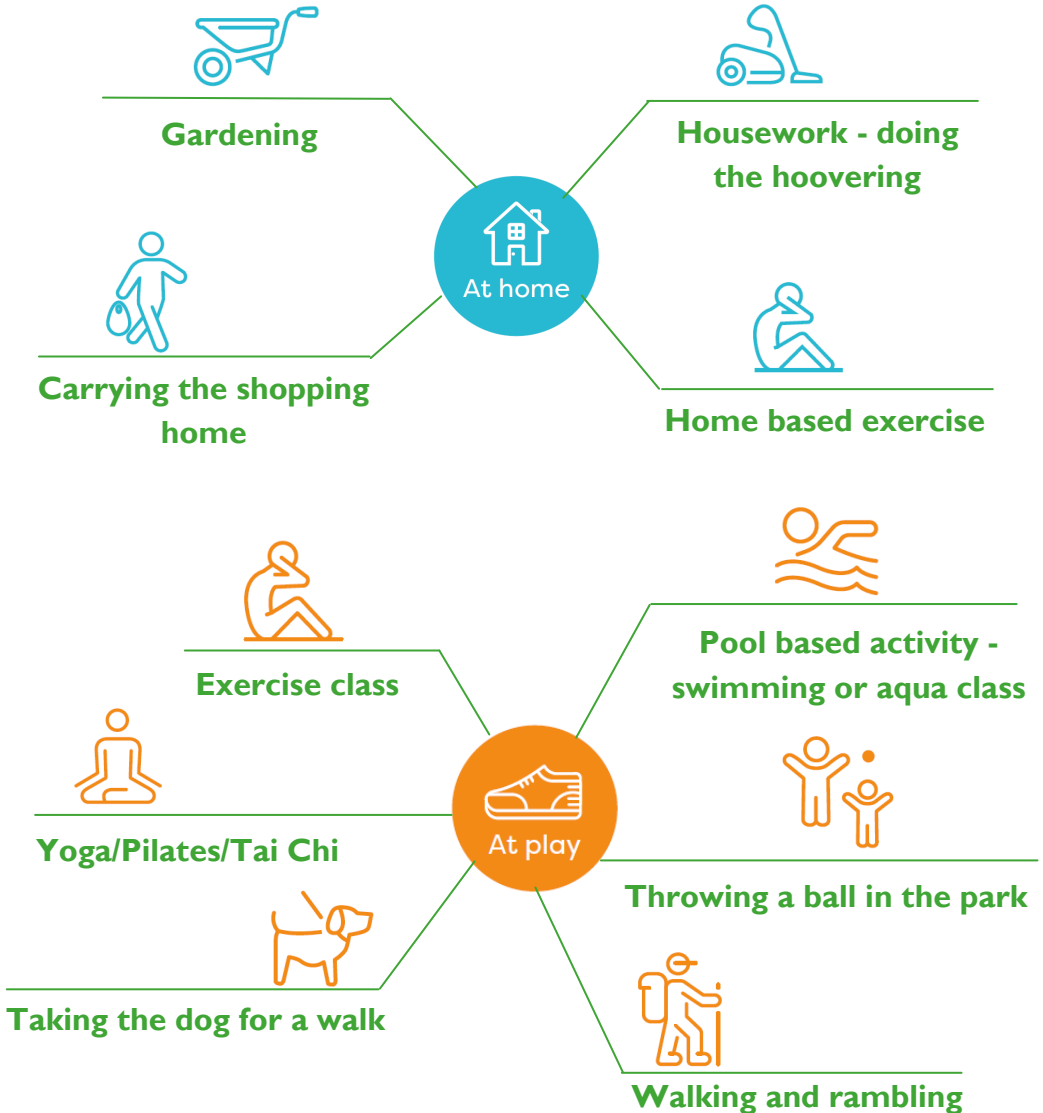 Gardening
Housework - doing
the hoovering
At home
Carrying the shopping
home
Home based exercise
Exercise class
Pool based activity -
swimming or aqua class
Yoga/Pilates/Tai Chi
At play
Throwing a ball in the park
Taking the dog for a walk
Walking and rambling